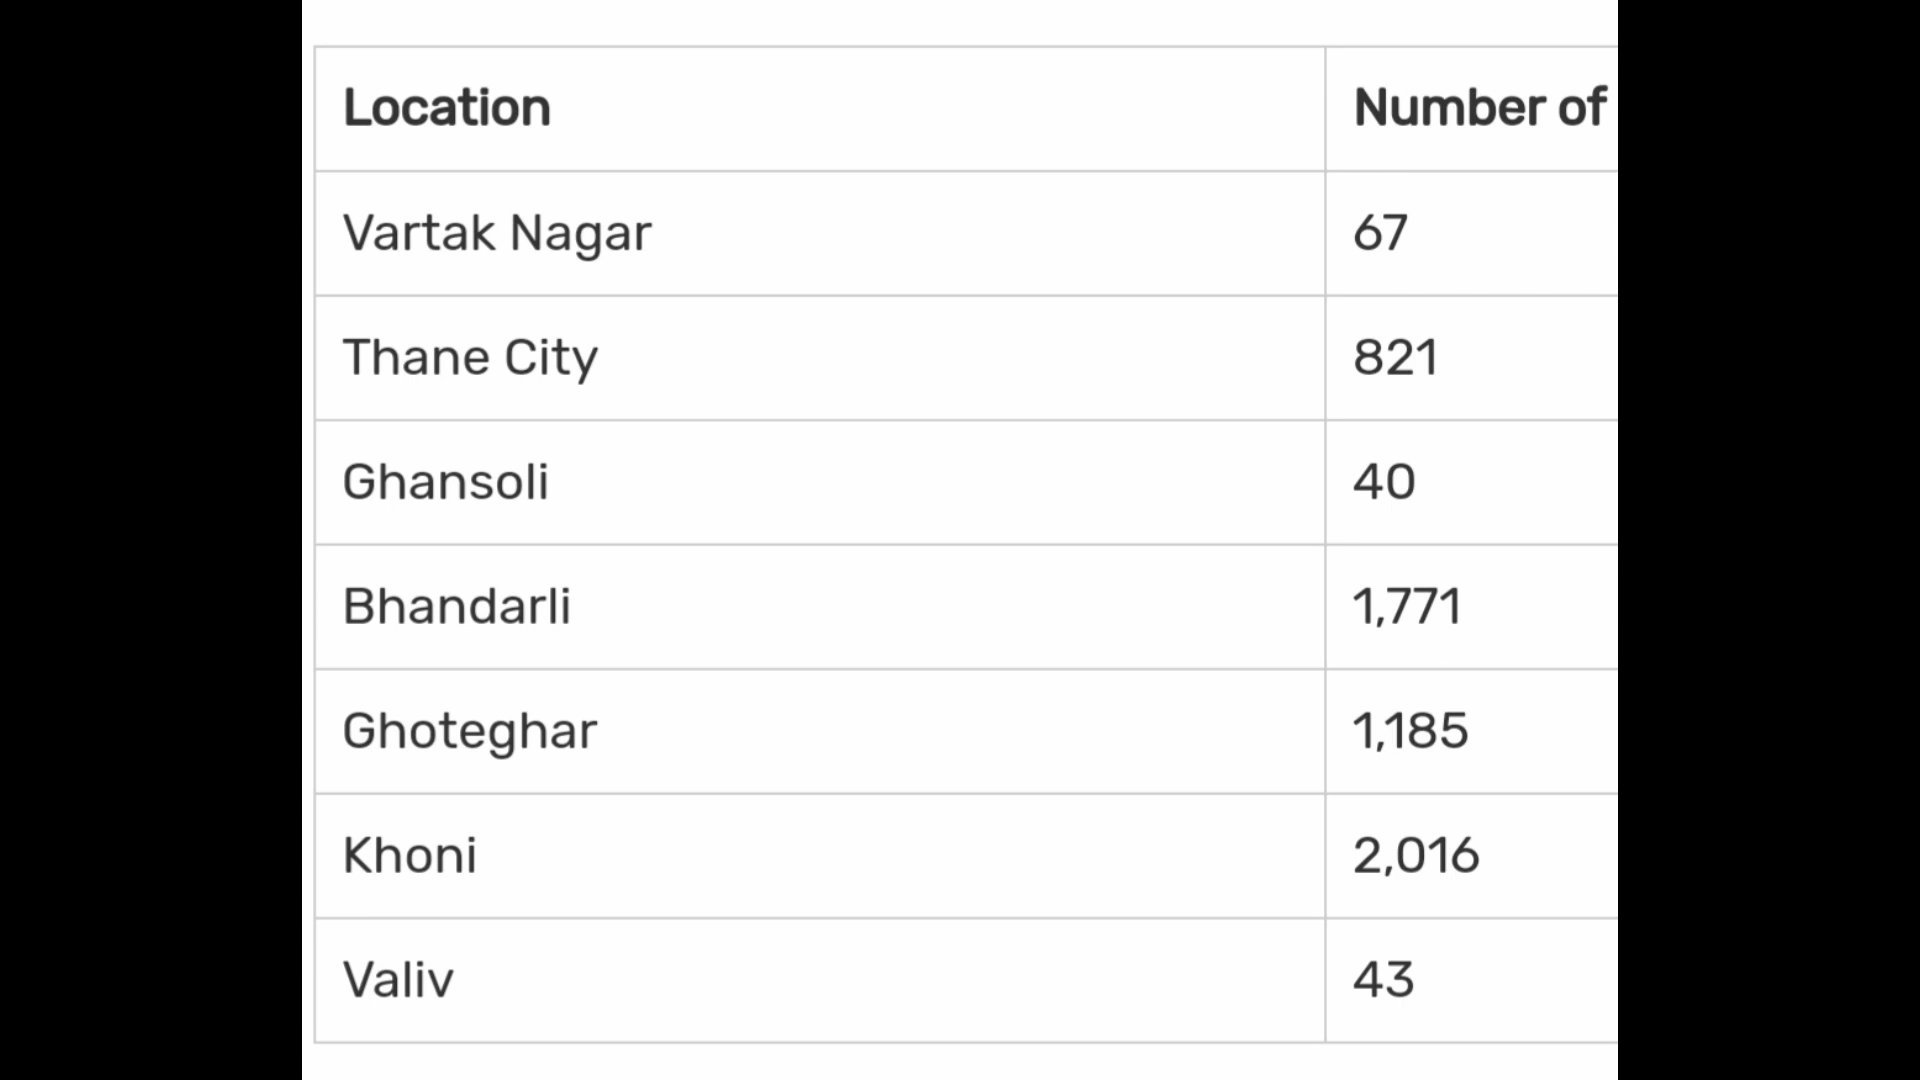 Location Number of
Vartak Nagar 67
Thane City 821
Ghansoli 40
Bhandarli 1,771
Ghoteghar 1,185
Khoni 2,016
Valiv 43